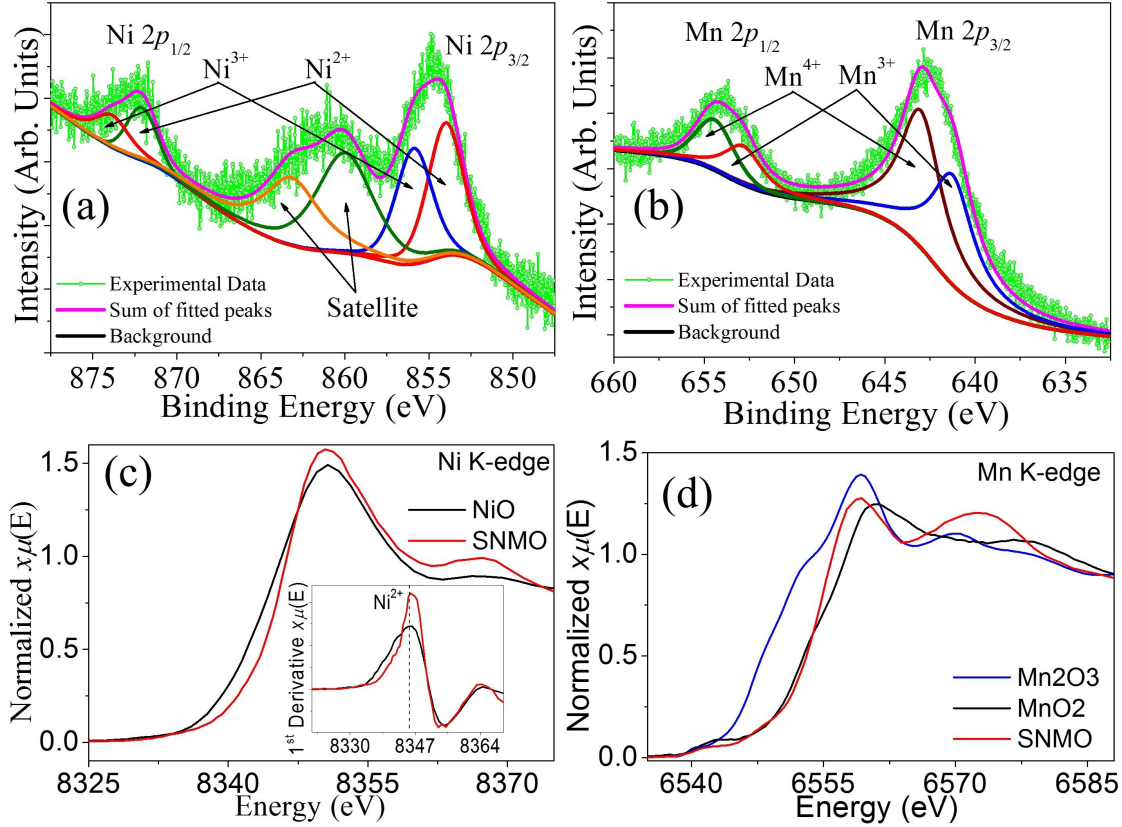 Ni 2p1/2
Ni3+
Ni2+
Ni 2p3/2
(a)
Satellite
Experimental Data
Sum of fitted peaks
Background
Intensity (Arb. Units)
875 870 865 860 855 850
Binding Energy (eV)
Mn 2p1/2
Mn 2p3/2
Mn4+
Mn3+
(b)
Experimental Data
Sum of fitted peaks
Background
Intensity (Arb. Units)
660 655 650 645 640 635
Binding Energy (eV)
(c)
Ni K-edge
NiO
SNMO
Normalized xμ(E)
1.5
1.0
0.5
0.0
Ni2+
1st Derivative xμ(E)
8330 8347 8364
8325 8340 8355 8370
Energy (eV)
(d)
Mn K-edge
Mn2O3
MnO2
SNMO
Normalized xμ(E)
1.5
1.0
0.5
0.0
6540 6555 6570 6585
Energy (eV)